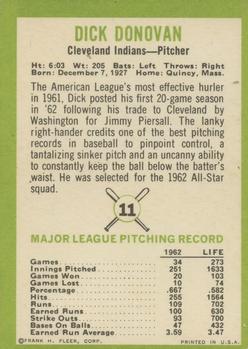 DICK DONOVAN
Cleveland Indians—Pitcher
Ht: 6:03 Wt: 205 Bats: Left Throws: Right
Born: December 7, 1927 Home: Quincy, Mass.
The American League's most effective hurler
in 1961, Dick posted his first 20-game season
in '62 following his trade to Cleveland by
Washington for Jimmy Piersall. The lanky
right-hander credits one of the best pitching
records in baseball to pinpoint control, a
tantalizing sinker pitch and an uncanny ability
to constantly keep the ball below the batter's
waist. He was selected for the 1962 All-Star
squad.
11
MAJOR LEAGUE PITCHING RECORD
1962 LIFE
Games 34 273
Innings Pitched 251 1633
Games Won 20 103
Games Lost 10 74
Percentage .667 .582
Hits 255 1564
Runs 109 702
Earned Runs 100 630
Strike Outs 93 700
Bases On Balls 47 432
Earned Run Average 3.59 3.47
©FRANK H. FLEER, CORP. PRINTED IN U.S.A.